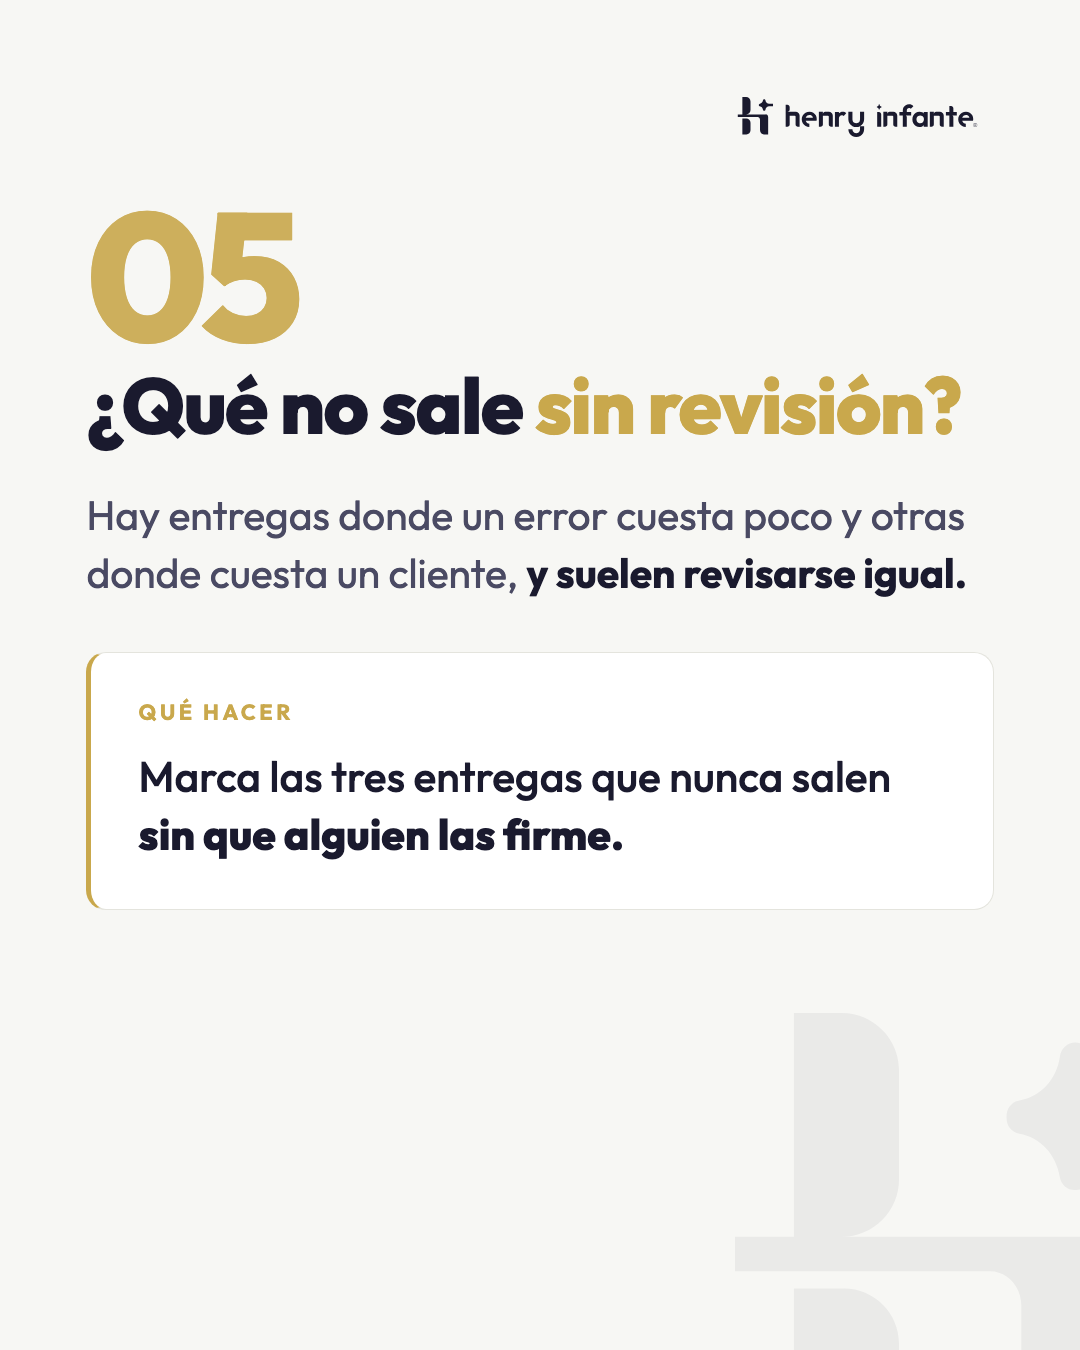 henry infante.
05
¿Qué no sale sin revisión?
Hay entregas donde un error cuesta poco y otras
donde cuesta un cliente, y suelen revisarse igual.
QUÉ HACER
Marca las tres entregas que nunca salen
sin que alguien las firme.